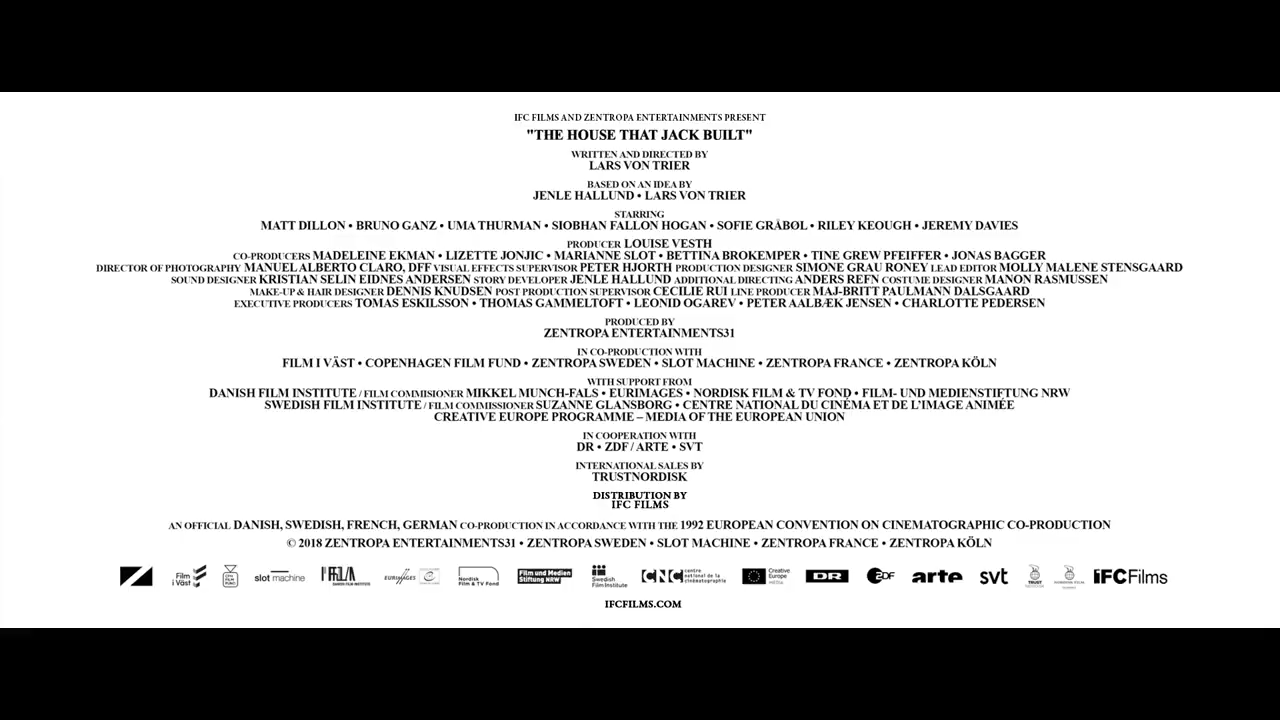 IFC FILMS AND ZENTROPA ENTERTAINMENTS PRESENT
"THE HOUSE THAT JACK BUILT"
WRITTEN AND DIRECTED BY
LARS VON TRIER
BASED ON AN IDEA BY
JENLE HALLUND • LARS VON TRIER
STARRING
MATT DILLON • BRUNO GANZ • UMA THURMAN • SIOBHAN FALLON HOGAN • SOFIE GRÅBØL • RILEY KEOUGH • JEREMY DAVIES
PRODUCER LOUISE VESTH
CO-PRODUCERS MADELEINE EKMAN • LIZETTE JONJIC • MARIANNE SLOT • BETTINA BROKEMPER • TINE GREW PFEIFFER • JONAS BAGGER
DIRECTOR OF PHOTOGRAPHY MANUEL ALBERTO CLARO, DFF VISUAL EFFECTS SUPERVISOR PETER HJORTH PRODUCTION DESIGNER SIMONE GRAU RONEY LEAD EDITOR MOLLY MALENE STENSGAARD
SOUND DESIGNER KRISTIAN SELIN EIDNES ANDERSEN STORY DEVELOPER JENLE HALLUND ADDITIONAL DIRECTING ANDERS REFN COSTUME DESIGNER MANON RASMUSSEN
MAKE-UP & HAIR DESIGNER DENNIS KNUDSEN POST PRODUCTION SUPERVISOR CECILIE RUI LINE PRODUCER MAJ-BRITT PAULMANN DALSGAARD
EXECUTIVE PRODUCERS TOMAS ESKILSSON • THOMAS GAMMELTOFT • LEONID OGAREV • PETER AALBÆK JENSEN • CHARLOTTE PEDERSEN
PRODUCED BY
ZENTROPA ENTERTAINMENTS31
IN CO-PRODUCTION WITH
FILM I VÄST • COPENHAGEN FILM FUND • ZENTROPA SWEDEN • SLOT MACHINE • ZENTROPA FRANCE • ZENTROPA KÖLN
WITH SUPPORT FROM
DANISH FILM INSTITUTE / FILM COMMISIONER MIKKEL MUNCH-FALS • EURIMAGES • NORDISK FILM & TV FOND • FILM- UND MEDIENSTIFTUNG NRW
SWEDISH FILM INSTITUTE / FILM COMMISSIONER SUZANNE GLANSBORG • CENTRE NATIONAL DU CINÉMA ET DE L'IMAGE ANIMÉE
CREATIVE EUROPE PROGRAMME – MEDIA OF THE EUROPEAN UNION
IN COOPERATION WITH
DR • ZDF / ARTE • SVT
INTERNATIONAL SALES BY
TRUSTNORDISK
DISTRIBUTION BY
IFC FILMS
AN OFFICIAL DANISH, SWEDISH, FRENCH, GERMAN CO-PRODUCTION IN ACCORDANCE WITH THE 1992 EUROPEAN CONVENTION ON CINEMATOGRAPHIC CO-PRODUCTION
© 2018 ZENTROPA ENTERTAINMENTS31 • ZENTROPA SWEDEN • SLOT MACHINE • ZENTROPA FRANCE • ZENTROPA KÖLN
Film i Väst
slot machine
EURIMAGES
Nordisk Film & TV Fond
Film und Medien Stiftung NRW
Swedish Film Institute
CNC centre national de la cinématographie
Creative Europe MEDIA
DR
ZDF
arte
svt
TRUST
IFC Films
IFCFILMS.COM